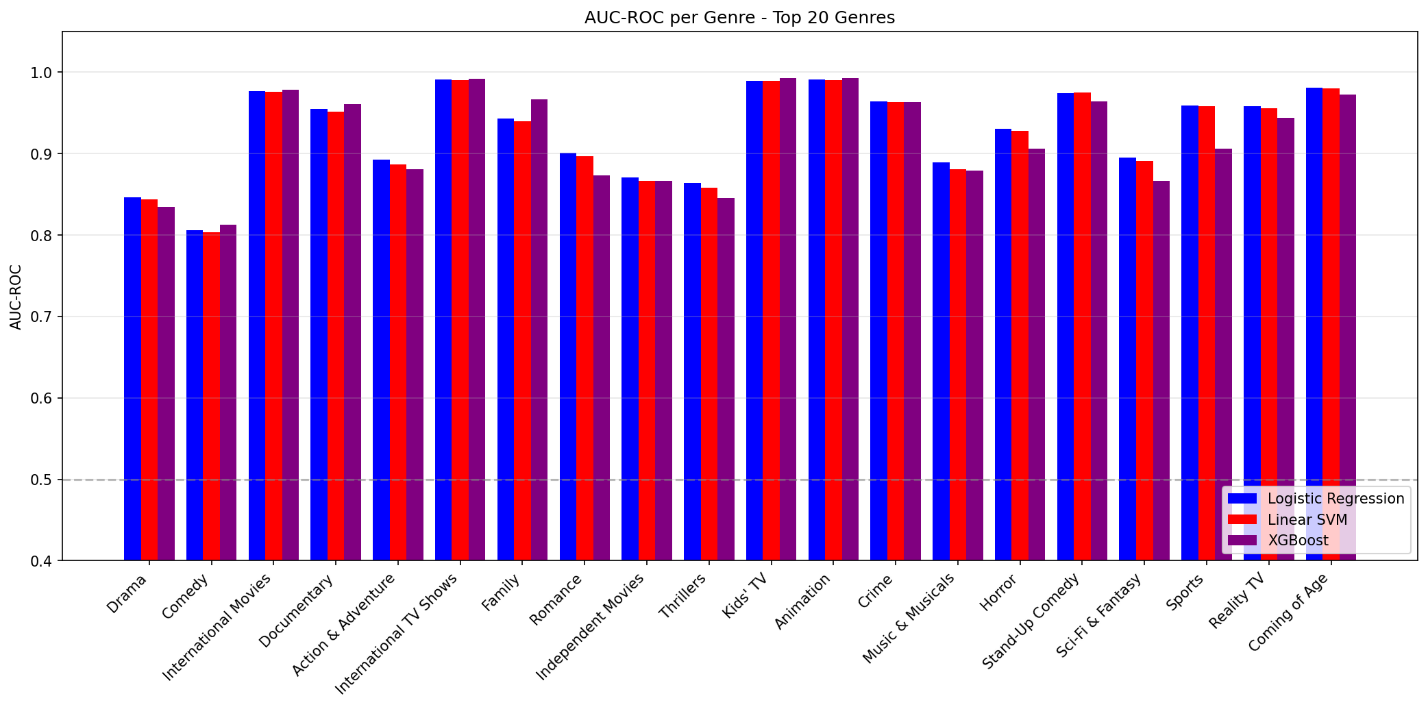 AUC-ROC per Genre - Top 20 Genres
AUC-ROC
1.0
0.9
0.8
0.7
0.6
0.5
0.4
Logistic Regression
Linear SVM
XGBoost
Drama
Comedy
International Movies
Documentary
Action & Adventure
International TV Shows
Family
Romance
Independent Movies
Thrillers
Kids' TV
Animation
Crime
Music & Musicals
Horror
Stand-Up Comedy
Sci-Fi & Fantasy
Sports
Reality TV
Coming of Age